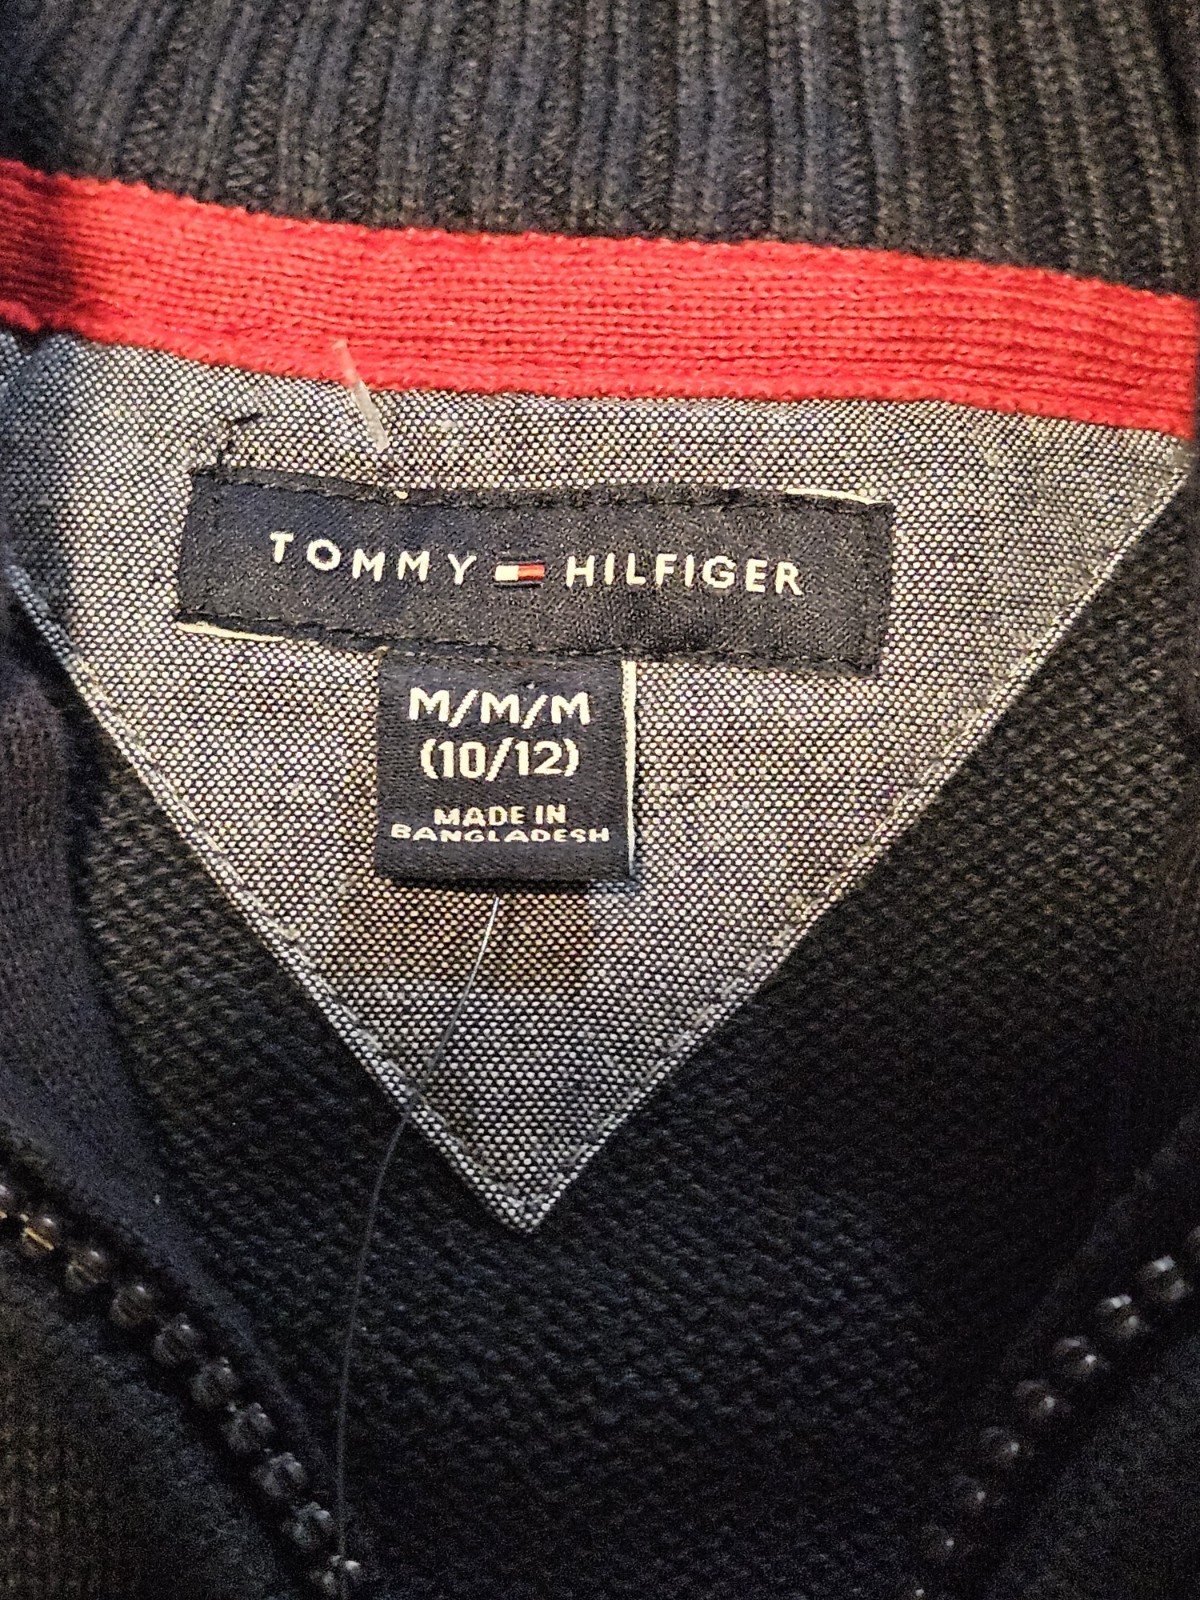 TOMMY HILFIGER
M/M/M
(10/12)
MADE IN
BANGLADESH